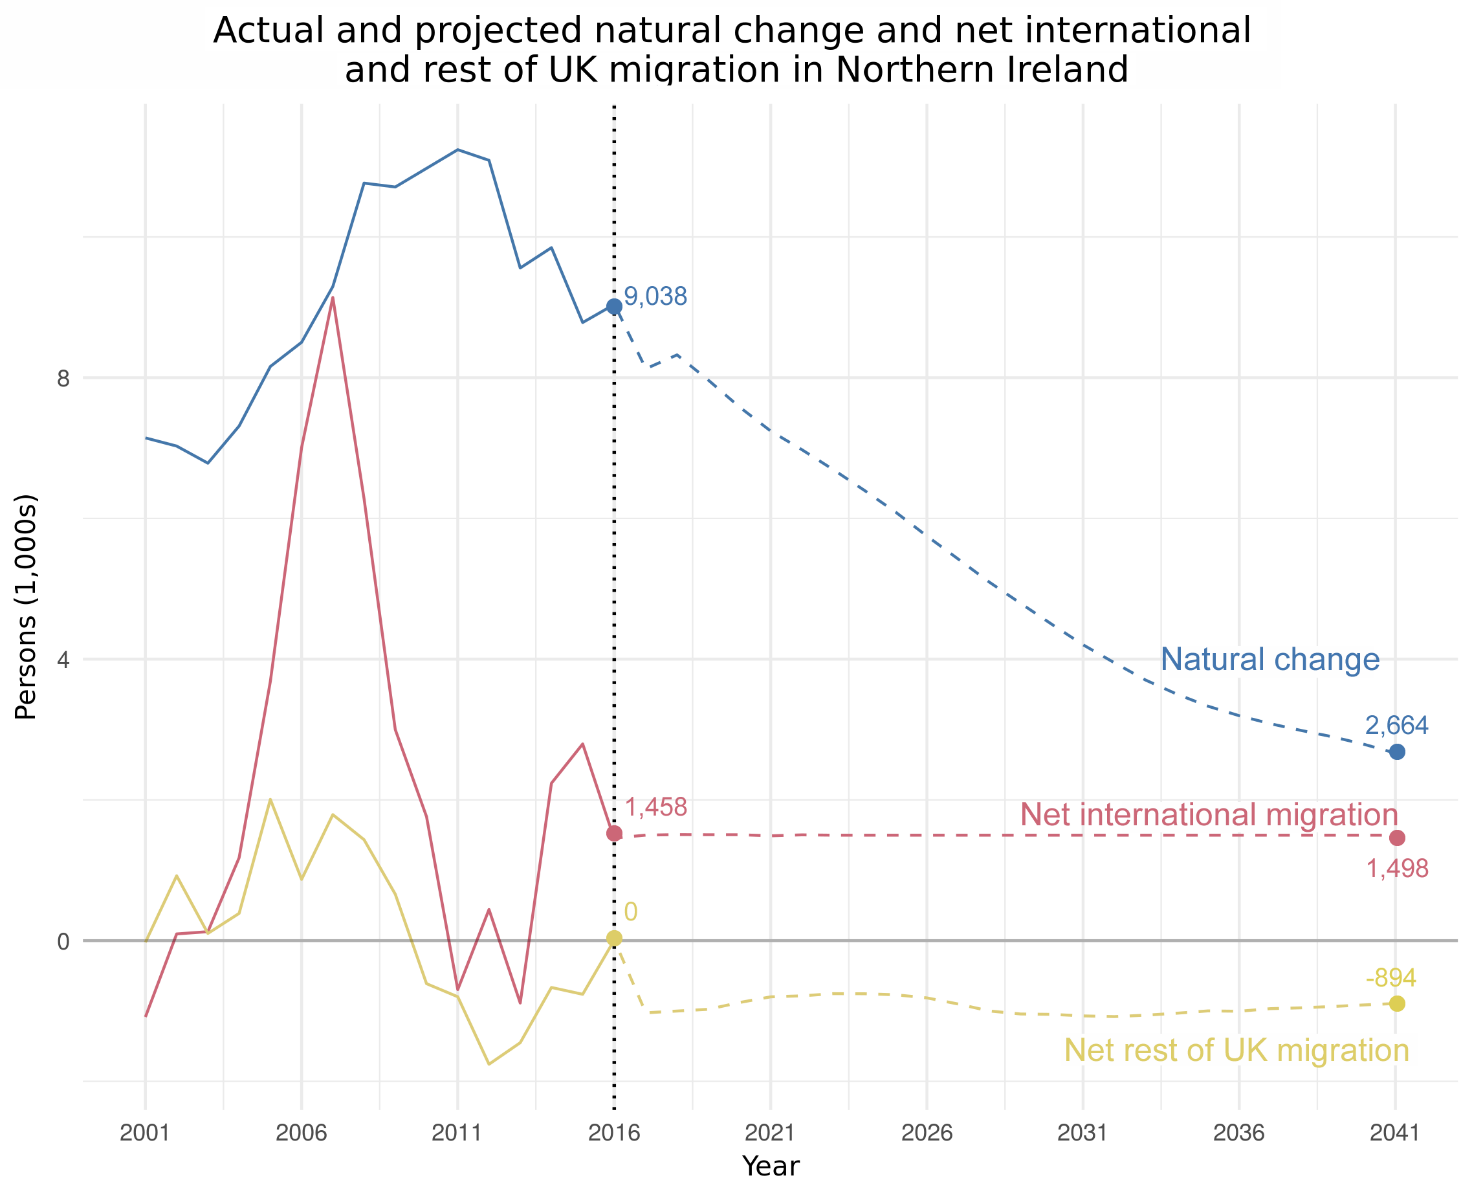 Actual and projected natural change and net international
and rest of UK migration in Northern Ireland
9,038
8
Persons (1,000s)
4
Natural change
2,664
1,458
Net international migration
1,498
0
0
-894
Net rest of UK migration
2001 2006 2011 2016 2021 2026 2031 2036 2041
Year